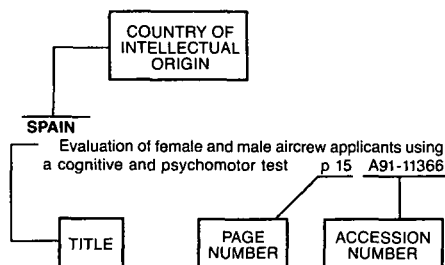 COUNTRY OF
INTELLECTUAL
ORIGIN
SPAIN
Evaluation of female and male aircrew applicants using
a cognitive and psychomotor test p 15 A91-11366
TITLE
PAGE
NUMBER
ACCESSION
NUMBER